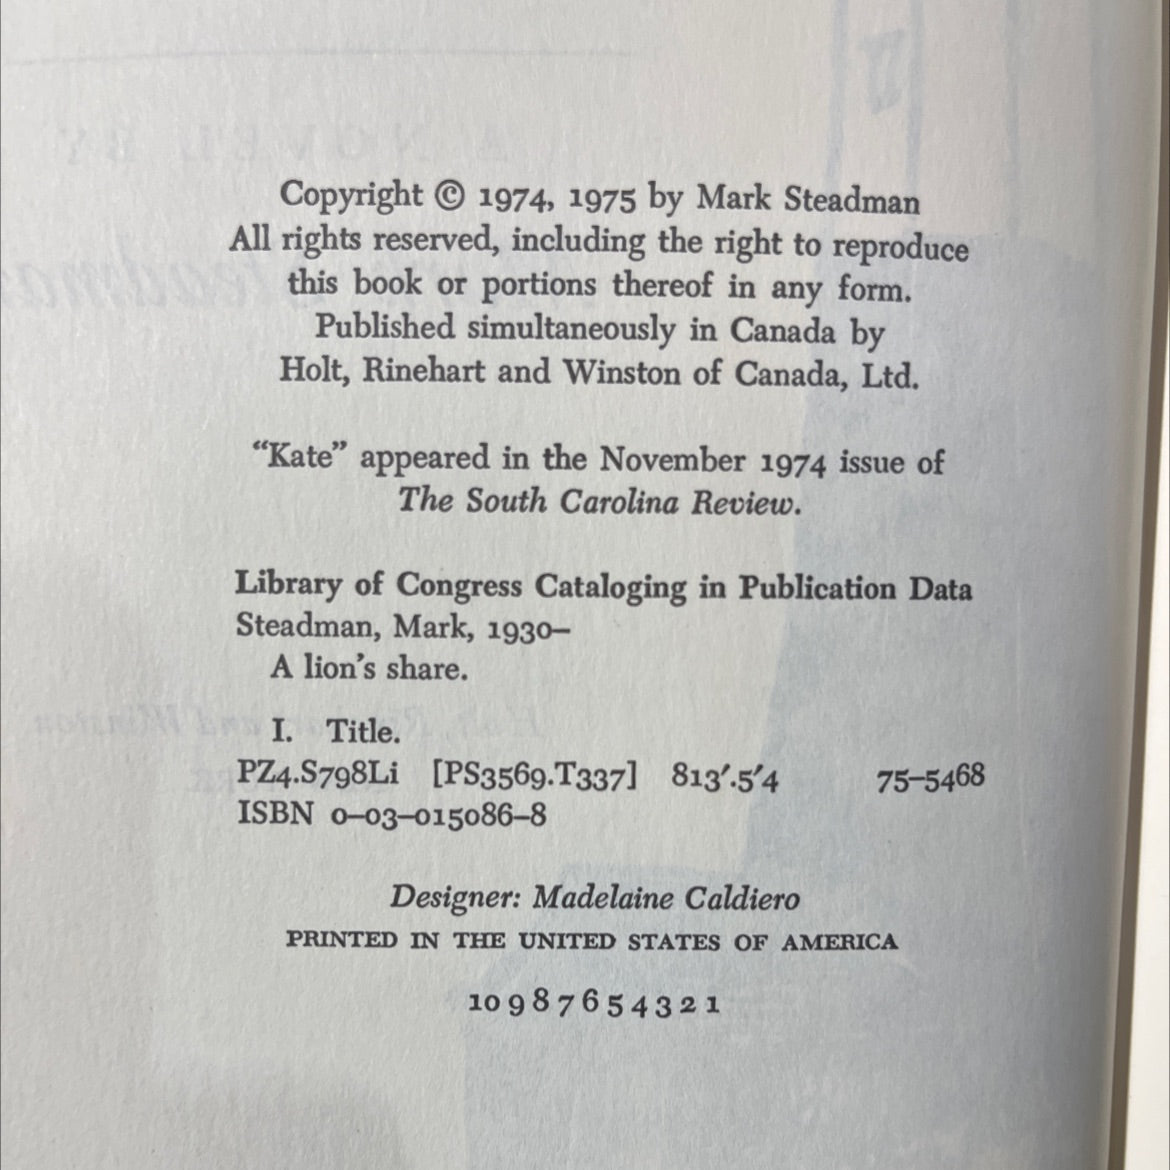 Copyright © 1974, 1975 by Mark Steadman
All rights reserved, including the right to reproduce
this book or portions thereof in any form.
Published simultaneously in Canada by
Holt, Rinehart and Winston of Canada, Ltd.
“Kate” appeared in the November 1974 issue of
The South Carolina Review.
Library of Congress Cataloging in Publication Data
Steadman, Mark, 1930–
A lion’s share.
I. Title.
PZ4.S798Li [PS3569.T337] 813′.5′4 75–5468
ISBN 0–03–015086–8
Designer: Madelaine Caldiero
PRINTED IN THE UNITED STATES OF AMERICA
10 9 8 7 6 5 4 3 2 1